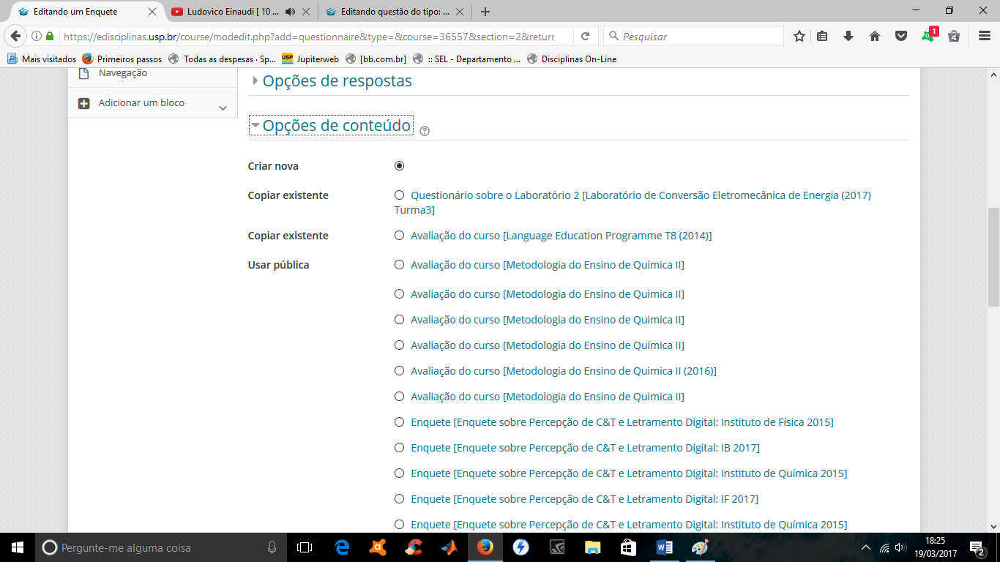 Editando um Enquete
Ludovico Einaudi [ 10 ...
Editando questão do tipo: ...
https://edisciplinas.usp.br/course/modedit.php?add=questionnaire&type=&course=36557&section=2&return
Pesquisar
1
Mais visitados
Primeiros passos
Todas as despesas · Sp...
USP
Jupiterweb
[bb.com.br]
:: SEL - Departamento ...
Disciplinas On-Line
Navegação
Adicionar um bloco
Opções de respostas
Opções de conteúdo
Criar nova
Copiar existente
Questionário sobre o Laboratório 2 [Laboratório de Conversão Eletromecânica de Energia (2017)
Turma3]
Copiar existente
Avaliação do curso [Language Education Programme T8 (2014)]
Usar pública
Avaliação do curso [Metodologia do Ensino de Quimica II]
Avaliação do curso [Metodologia do Ensino de Quimica II]
Avaliação do curso [Metodologia do Ensino de Quimica II]
Avaliação do curso [Metodologia do Ensino de Química II]
Avaliação do curso [Metodologia do Ensino de Quimica II (2016)]
Avaliação do curso [Metodologia do Ensino de Quimica II]
Enquete [Enquete sobre Percepção de C&T e Letramento Digital: Instituto de Física 2015]
Enquete [Enquete sobre Percepção de C&T e Letramento Digital: IB 2017]
Enquete [Enquete sobre Percepção de C&T e Letramento Digital: Instituto de Química 2015]
Enquete [Enquete sobre Percepção de C&T e Letramento Digital: IF 2017]
Enquete [Enquete sobre Percepção de C&T e Letramento Digital: Instituto de Química 2015]
Pergunte-me alguma coisa
18:25
19/03/2017
2